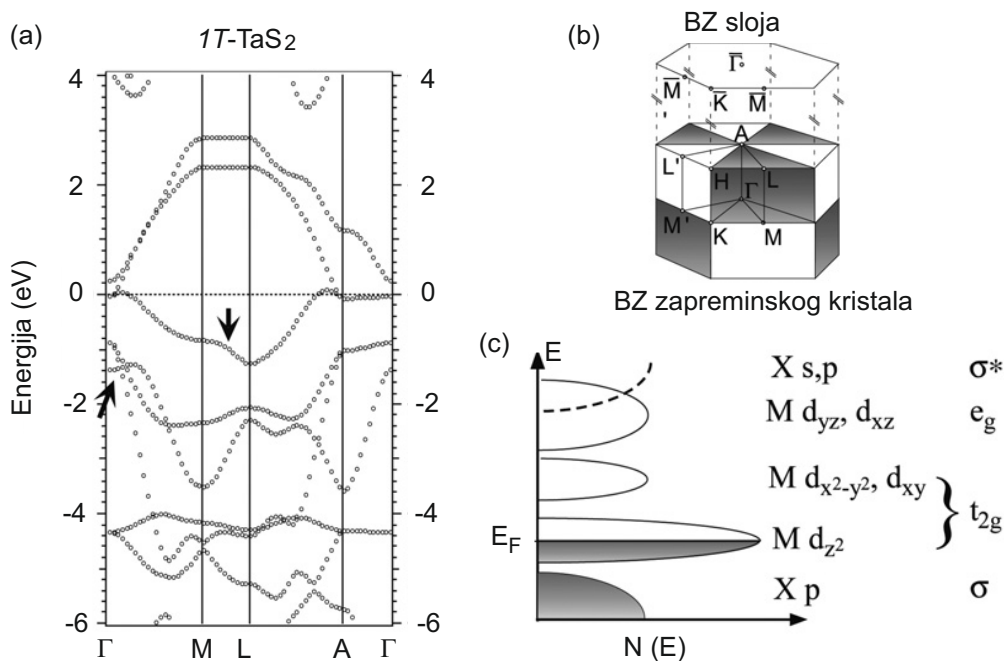 (a)
1T-TaS2
Energija (eV)
4
2
0
-2
-4
-6
4
2
0
-2
-4
-6
Γ M L A Γ
(b)
BZ sloja
Γ̅
M̅ ' K̅ M̅
A
L' H L
Γ
M' K M
BZ zapreminskog kristala
(c)
E
X s,p σ*
M dyz, dxz eg
M dx²-y², dxy
} t2g
EF M dz²
X p σ
N (E)